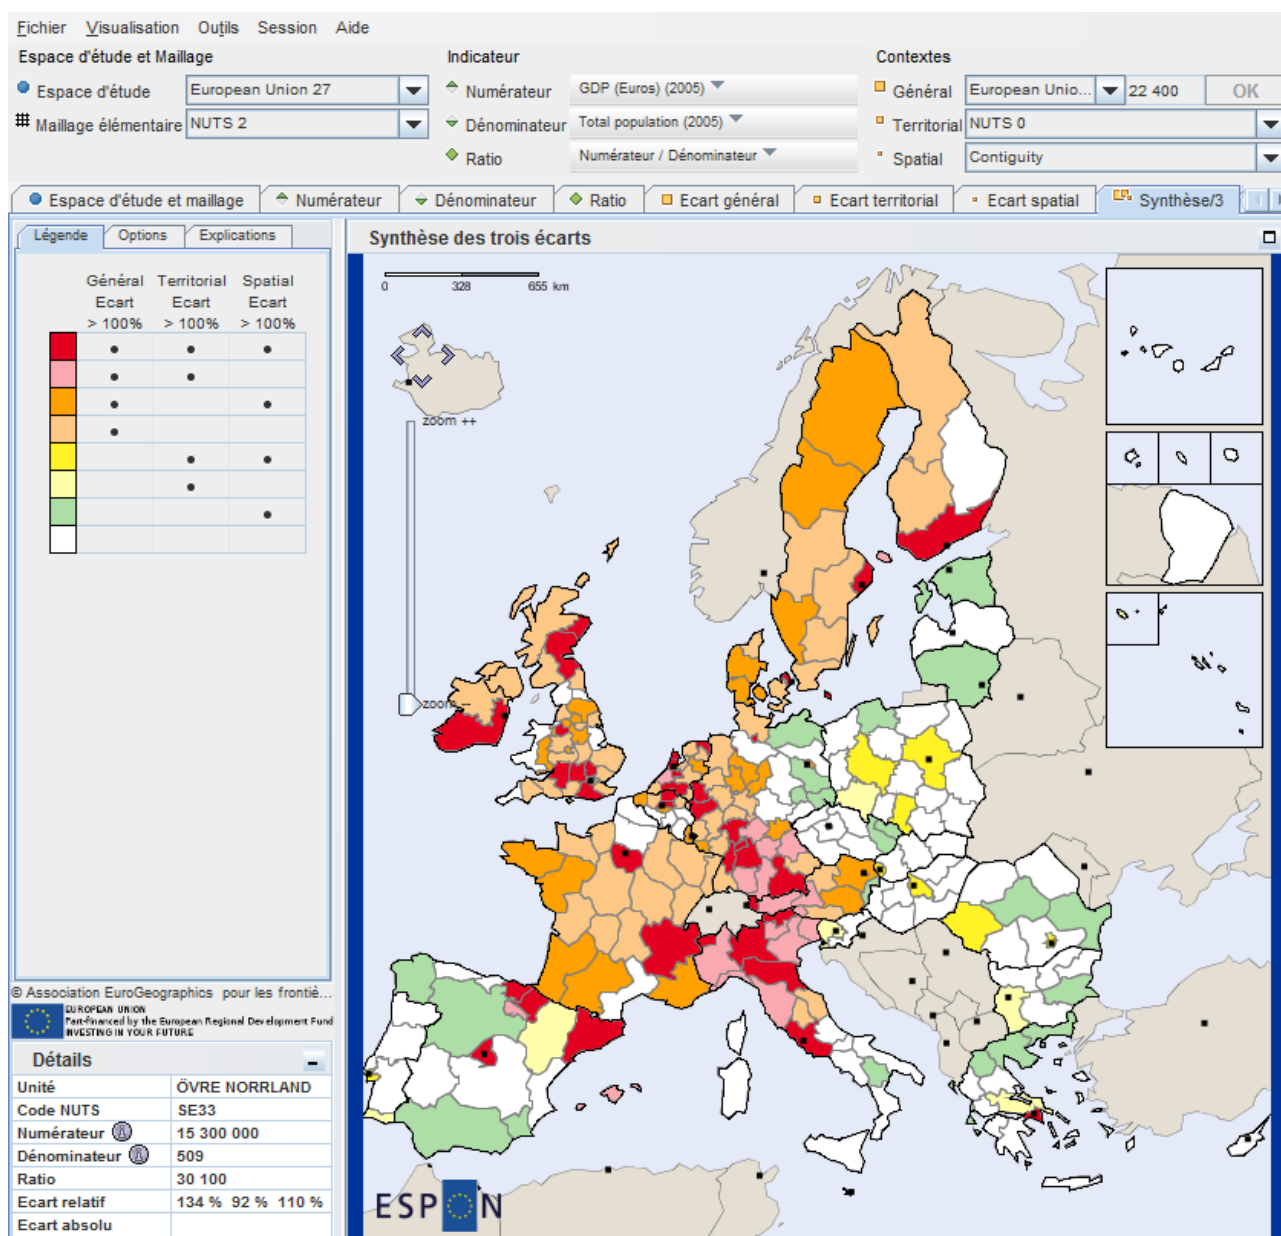 Fichier Visualisation Outils Session Aide
Espace d'étude et Maillage Indicateur Contextes
Espace d'étude European Union 27 Numérateur GDP (Euros) (2005) Général European Unio... 22 400 OK
Maillage élémentaire NUTS 2 Dénominateur Total population (2005) Territorial NUTS 0
Ratio Numérateur / Dénominateur Spatial Contiguity
Espace d'étude et maillage Numérateur Dénominateur Ratio Ecart général Ecart territorial Ecart spatial Synthèse/3
Légende Options Explications
Synthèse des trois écarts
Général Territorial Spatial
Ecart Ecart Ecart
> 100% > 100% > 100%
0 328 655 km
zoom ++
zoom --
© Association EuroGeographics pour les frontiè...
EUROPEAN UNION
Part-financed by the European Regional Development Fund
INVESTING IN YOUR FUTURE
Détails
Unité ÖVRE NORRLAND
Code NUTS SE33
Numérateur 15 300 000
Dénominateur 509
Ratio 30 100
Ecart relatif 134 % 92 % 110 %
Ecart absolu
ESP N